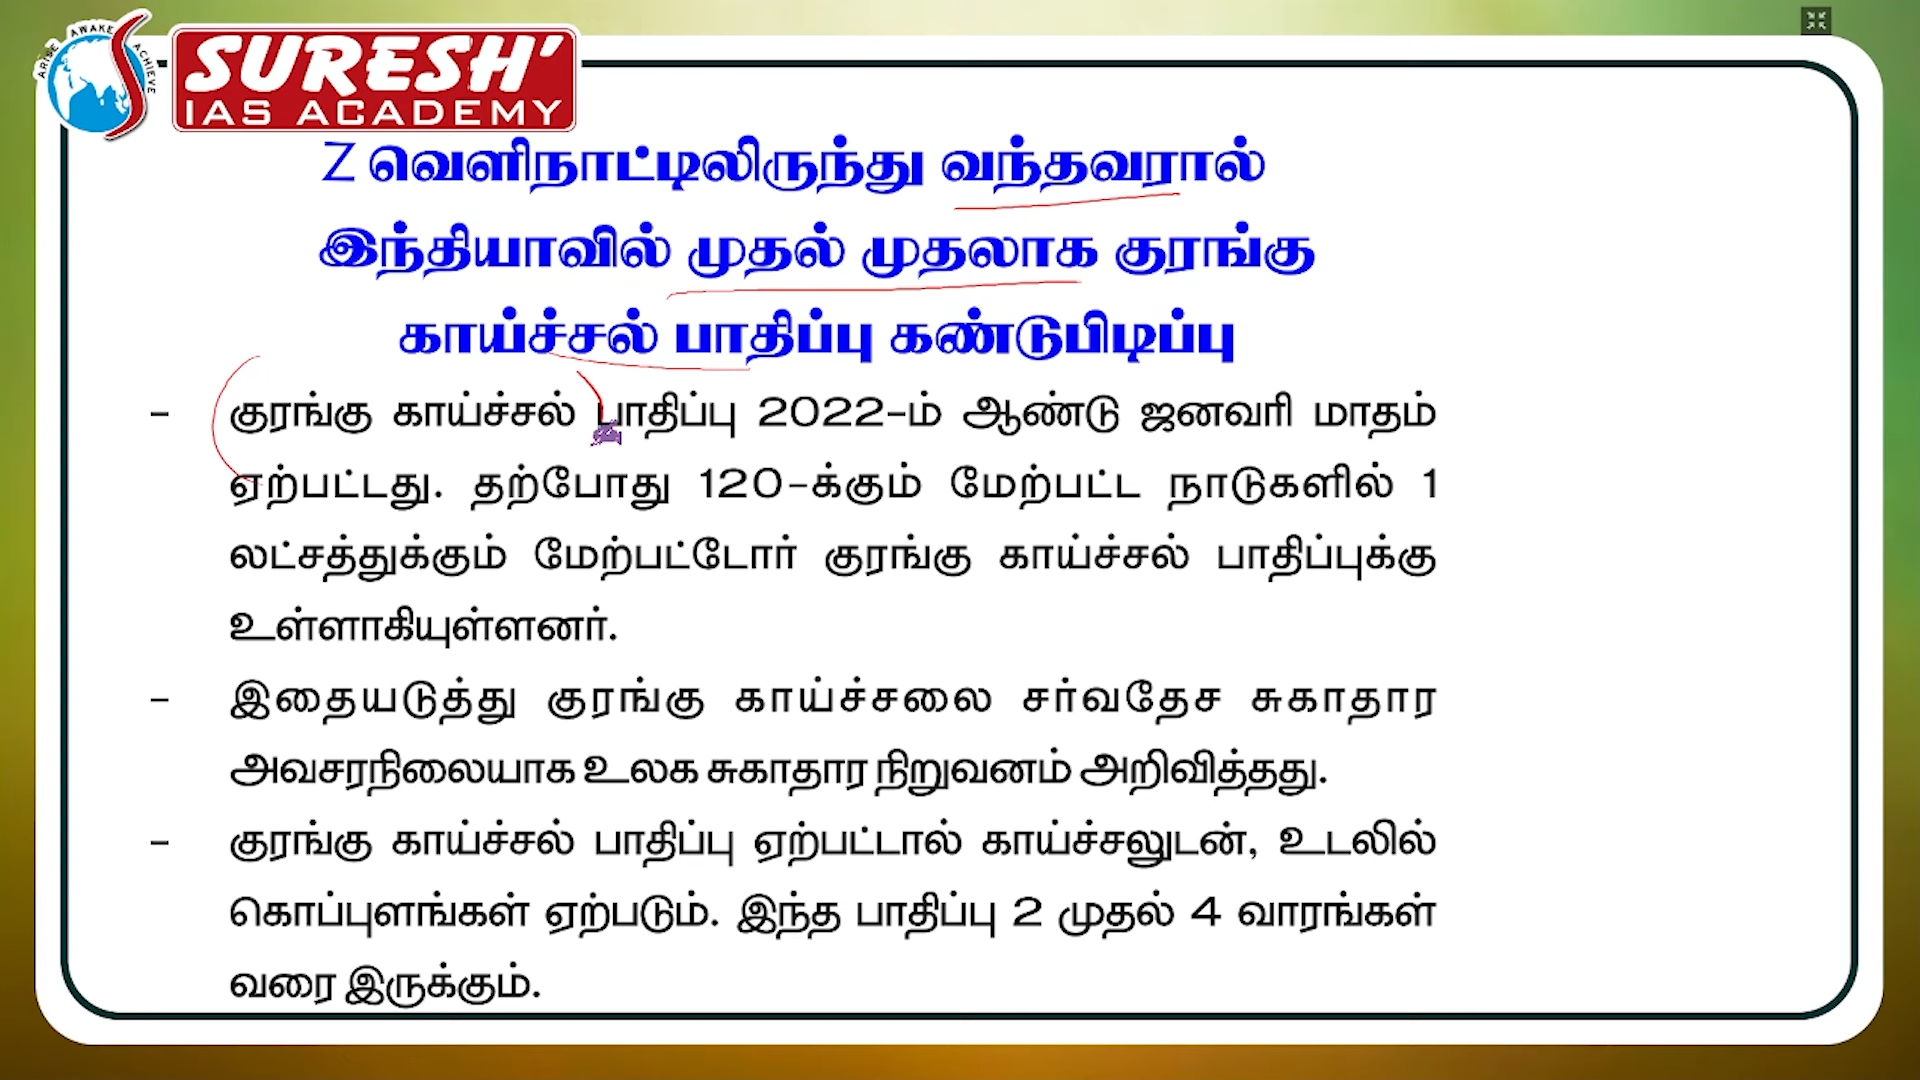 ARISE AWAKE ACHIEVE
SURESH'
IAS ACADEMY
Z வெளிநாட்டிலிருந்து வந்தவரால்
இந்தியாவில் முதல் முதலாக குரங்கு
காய்ச்சல் பாதிப்பு கண்டுபிடிப்பு
- குரங்கு காய்ச்சல் பாதிப்பு 2022-ம் ஆண்டு ஜனவரி மாதம்
ஏற்பட்டது. தற்போது 120-க்கும் மேற்பட்ட நாடுகளில் 1
லட்சத்துக்கும் மேற்பட்டோர் குரங்கு காய்ச்சல் பாதிப்புக்கு
உள்ளாகியுள்ளனர்.
- இதையடுத்து குரங்கு காய்ச்சலை சர்வதேச சுகாதார
அவசரநிலையாக உலக சுகாதார நிறுவனம் அறிவித்தது.
- குரங்கு காய்ச்சல் பாதிப்பு ஏற்பட்டால் காய்ச்சலுடன், உடலில்
கொப்புளங்கள் ஏற்படும். இந்த பாதிப்பு 2 முதல் 4 வாரங்கள்
வரை இருக்கும்.